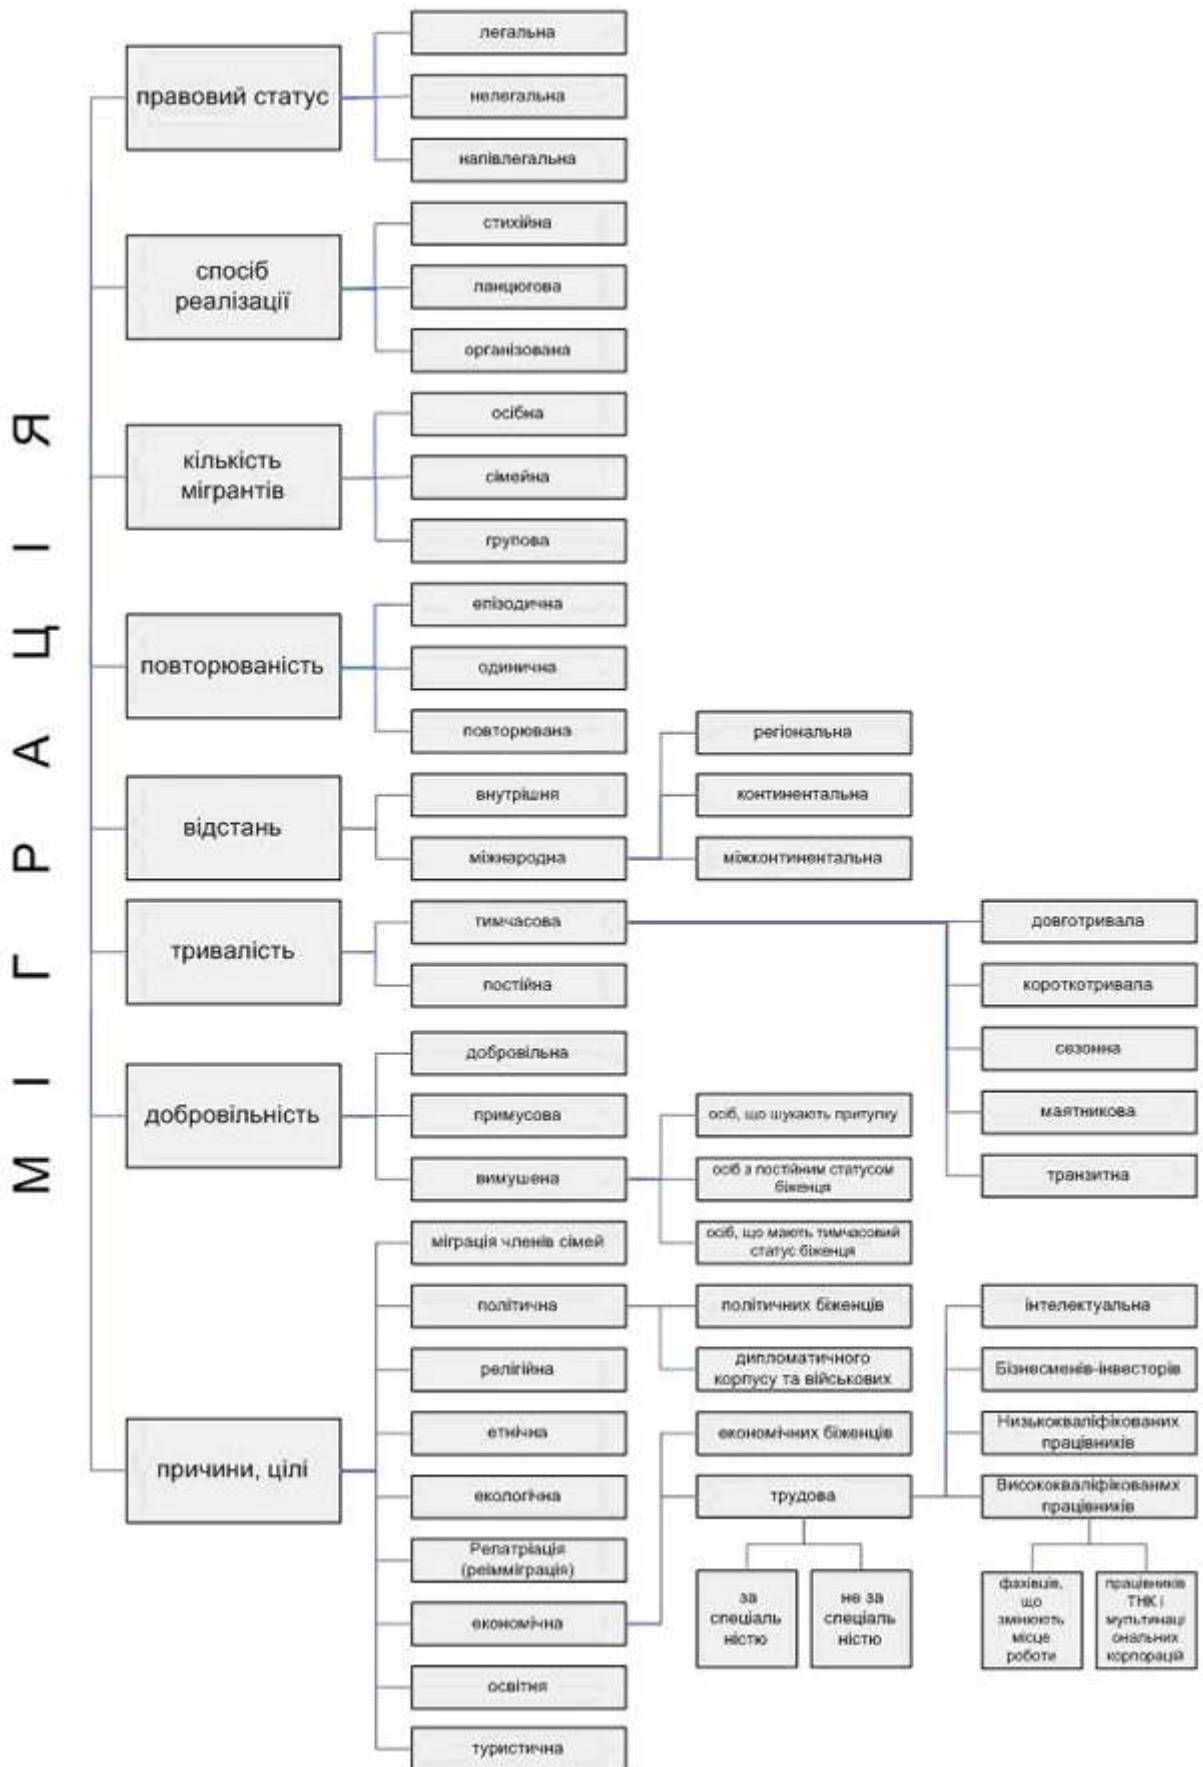 МІГРАЦІЯ
правовий статус
легальна
нелегальна
напівлегальна
спосіб
реалізації
стихійна
ланцюгова
організована
кількість
мігрантів
осібна
сімейна
групова
повторюваність
епізодична
одинична
повторювана
відстань
внутрішня
міжнародна
регіональна
континентальна
міжконтинентальна
тривалість
тимчасова
постійна
довготривала
короткотривала
сезонна
маятникова
транзитна
добровільність
добровільна
примусова
вимушена
осіб, що шукають притулку
осіб з постійним статусом
біженця
осіб, що мають тимчасовий
статус біженця
причини, цілі
міграція членів сімей
політична
політичних біженців
дипломатичного
корпусу та військових
релігійна
етнічна
екологічна
Репатріація
(реімміграція)
економічна
економічних біженців
трудова
за
спеціаль
ністю
не за
спеціаль
ністю
інтелектуальна
Бізнесменів-інвесторів
Низькокваліфікованих
працівників
Висококваліфікованмх
працівників
фахівців,
що
змінюють
місце
роботи
працівників
ТНК і
мультинаці
ональних
корпорацій
освітня
туристична